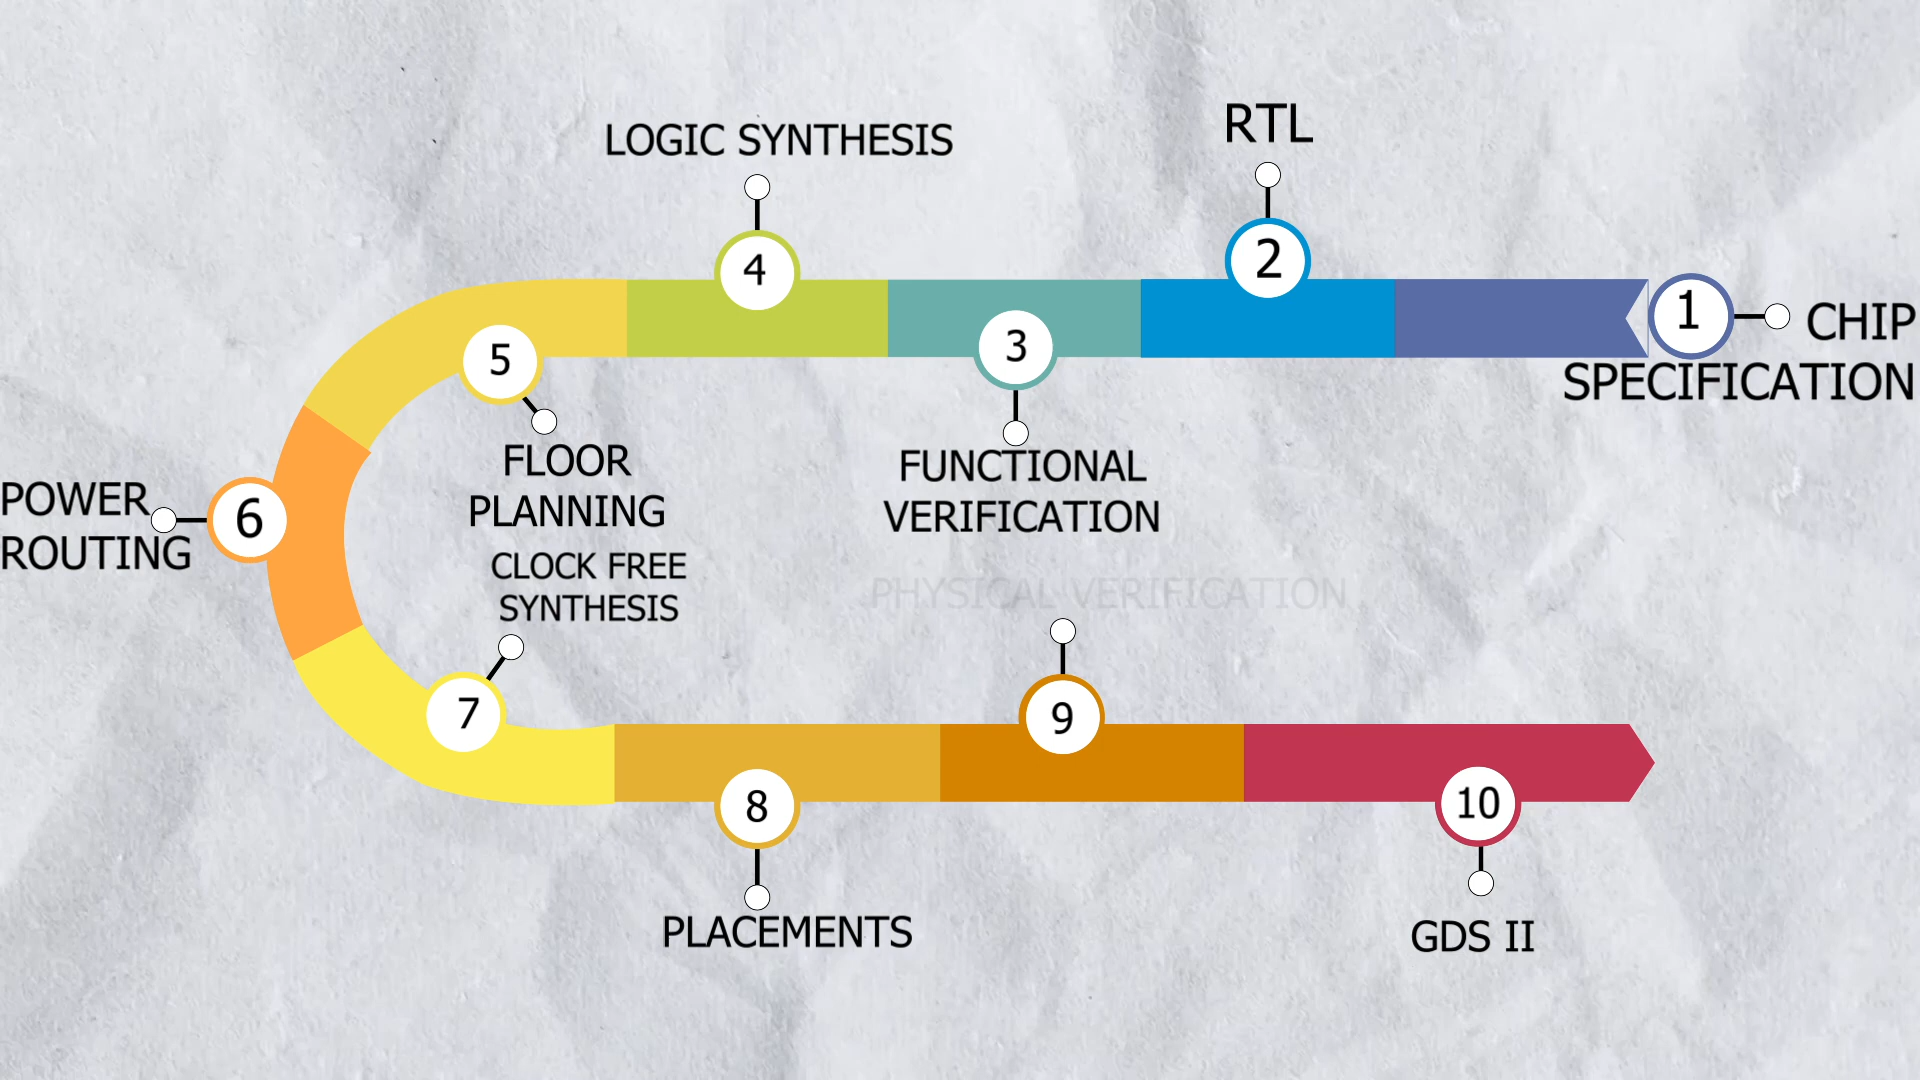 1
CHIP
SPECIFICATION
2
RTL
3
FUNCTIONAL
VERIFICATION
4
LOGIC SYNTHESIS
5
FLOOR
PLANNING
6
POWER
ROUTING
7
CLOCK FREE
SYNTHESIS
8
PLACEMENTS
9
PHYSICAL VERIFICATION
10
GDS II